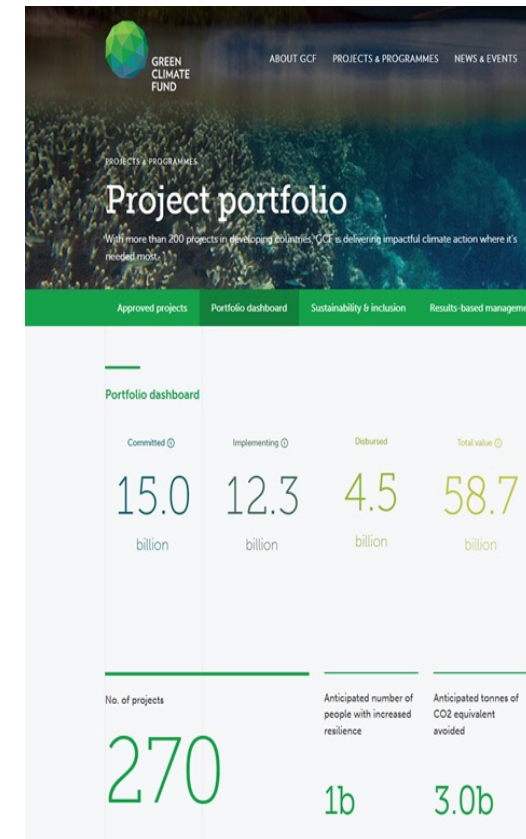 GREEN
CLIMATE
FUND
ABOUT GCF PROJECTS & PROGRAMMES NEWS & EVENTS
PROJECTS & PROGRAMMES
Project portfolio
With more than 200 projects in developing countries, GCF is delivering impactful climate action where it's
needed most.
Approved projects Portfolio dashboard Sustainability & inclusion Results-based manageme
Portfolio dashboard
Committed Implementing Disbursed Total value
15.0 12.3 4.5 58.7
billion billion billion billion
No. of projects
270
Anticipated number of
people with increased
resilience
1b
Anticipated tonnes of
CO2 equivalent
avoided
3.0b